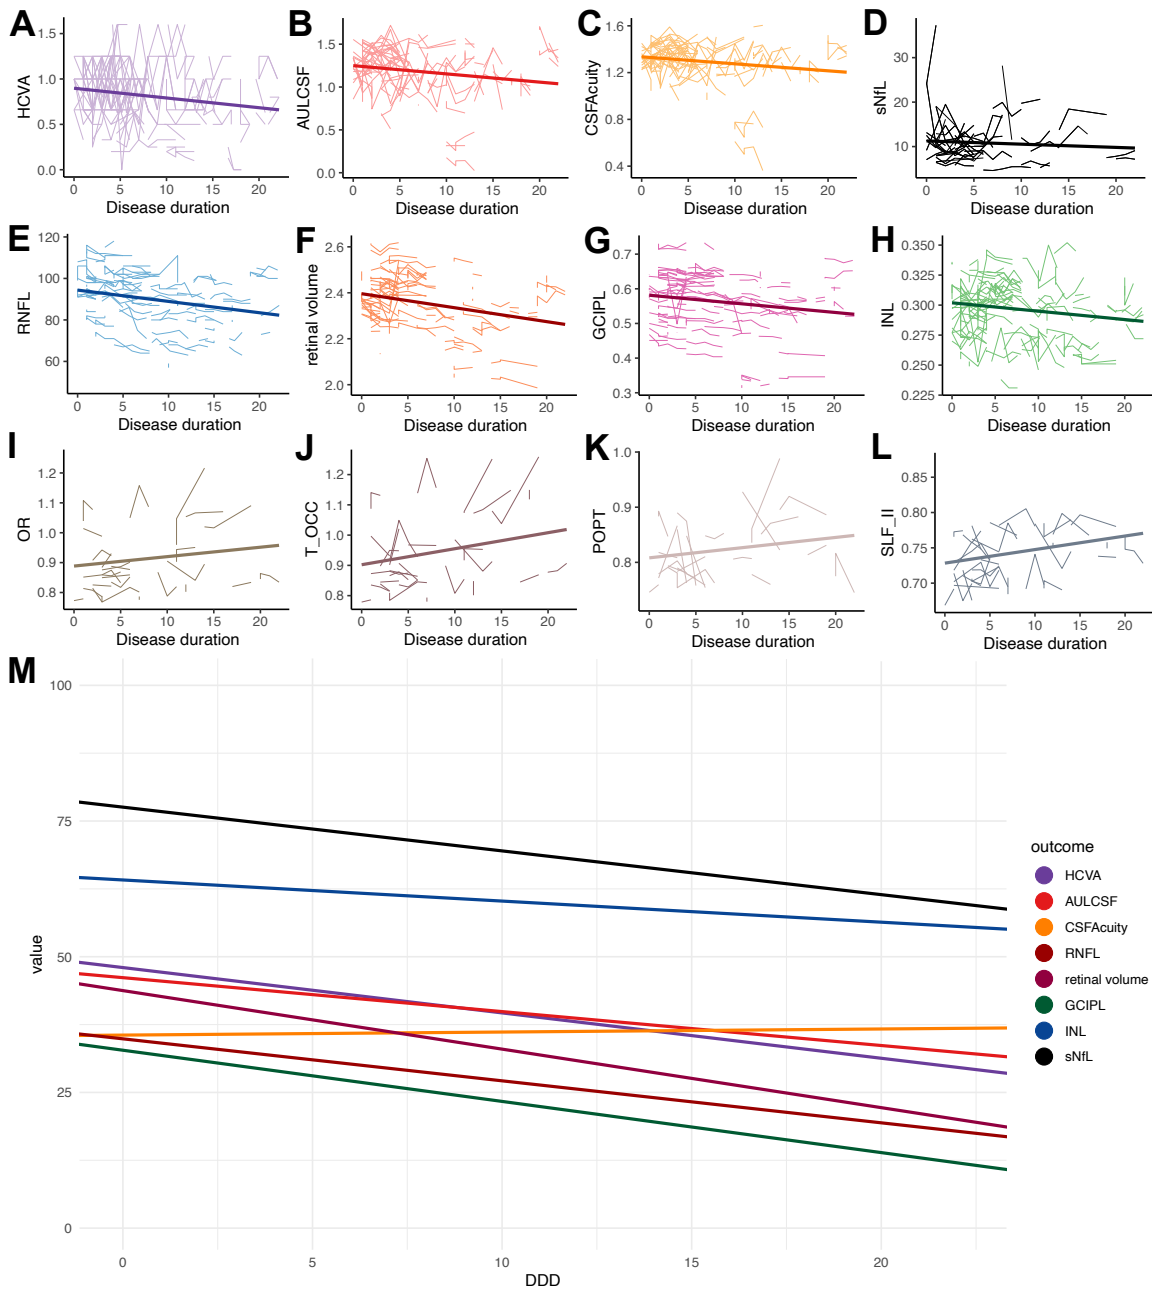 A
HCVA
1.5
1.0
0.5
0.0
0 5 10 15 20
Disease duration
B
AULCSF
1.5
1.0
0.5
0.0
0 5 10 15 20
Disease duration
C
CSFAcuity
1.6
1.2
0.8
0.4
0 5 10 15 20
Disease duration
D
sNfL
30
20
10
0 5 10 15 20
Disease duration
E
RNFL
120
100
80
60
0 5 10 15 20
Disease duration
F
retinal volume
2.6
2.4
2.2
2.0
0 5 10 15 20
Disease duration
G
GCIPL
0.7
0.6
0.5
0.4
0.3
0 5 10 15 20
Disease duration
H
INL
0.350
0.325
0.300
0.275
0.250
0.225
0 5 10 15 20
Disease duration
I
OR
1.2
1.1
1.0
0.9
0.8
0 5 10 15 20
Disease duration
J
T_OCC
1.2
1.1
1.0
0.9
0.8
0 5 10 15 20
Disease duration
K
POPT
1.0
0.9
0.8
0 5 10 15 20
Disease duration
L
SLF_II
0.85
0.80
0.75
0.70
0 5 10 15 20
Disease duration
M
value
100
75
50
25
0
0 5 10 15 20
DDD
outcome
HCVA
AULCSF
CSFAcuity
RNFL
retinal volume
GCIPL
INL
sNfL